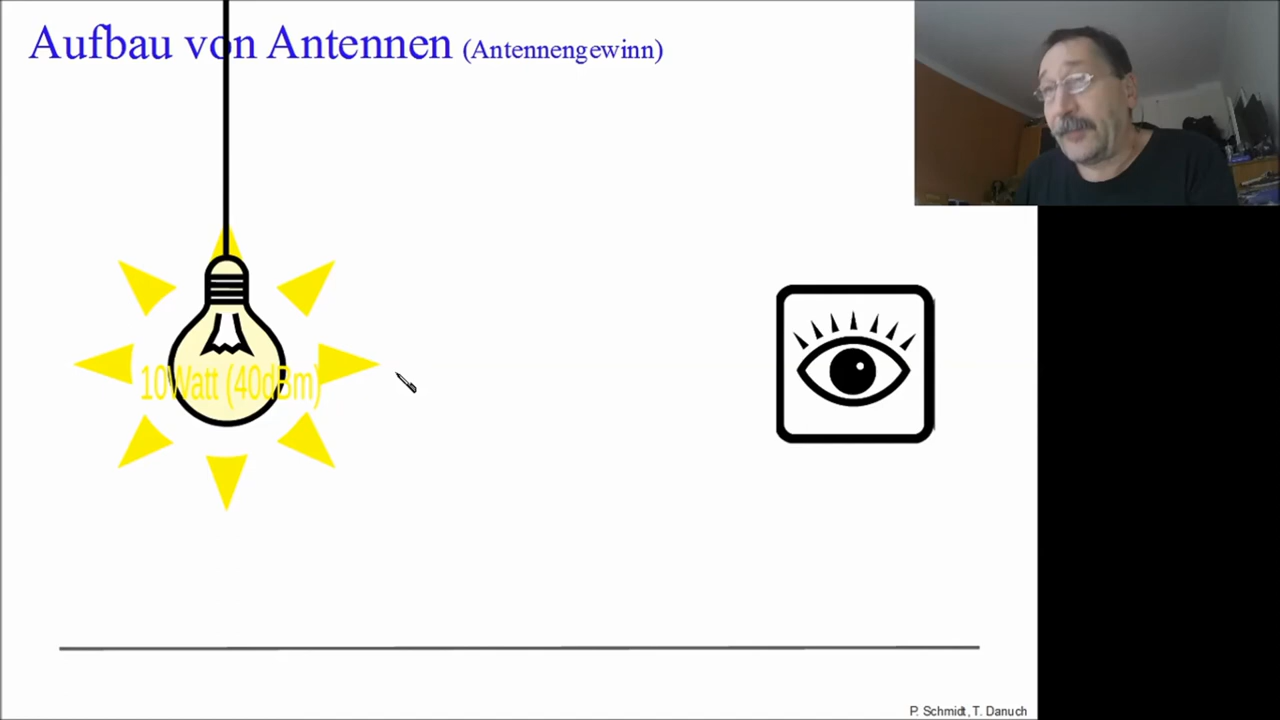 Aufbau von Antennen (Antennengewinn)
10Watt (40dBm)
P. Schmidt, T. Danuch